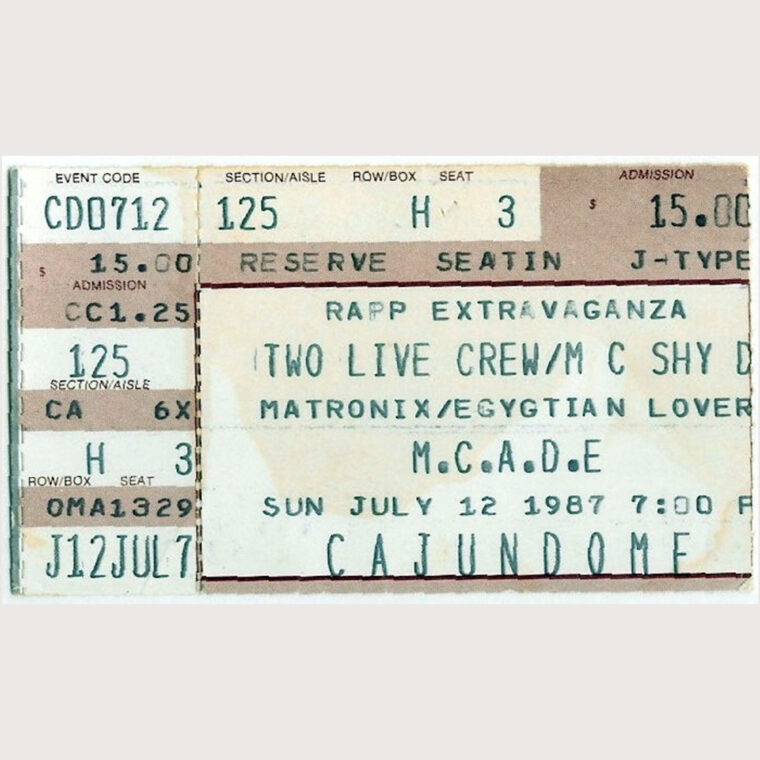 EVENT CODE
CD0712
$ 15.00
ADMISSION
CC1.25
125
SECTION/AISLE
CA 6X
H 3
ROW/BOX SEAT
OMA1329
J12JUL7
SECTION/AISLE ROW/BOX SEAT ADMISSION
125 H 3 $ 15.00
RESERVE SEATIN J-TYPE
RAPP EXTRAVAGANZA
TWO LIVE CREW/M C SHY D
MATRONIX/EGYGTIAN LOVER
M.C.A.D.E
SUN JULY 12 1987 7:00 P
CAJUNDOME